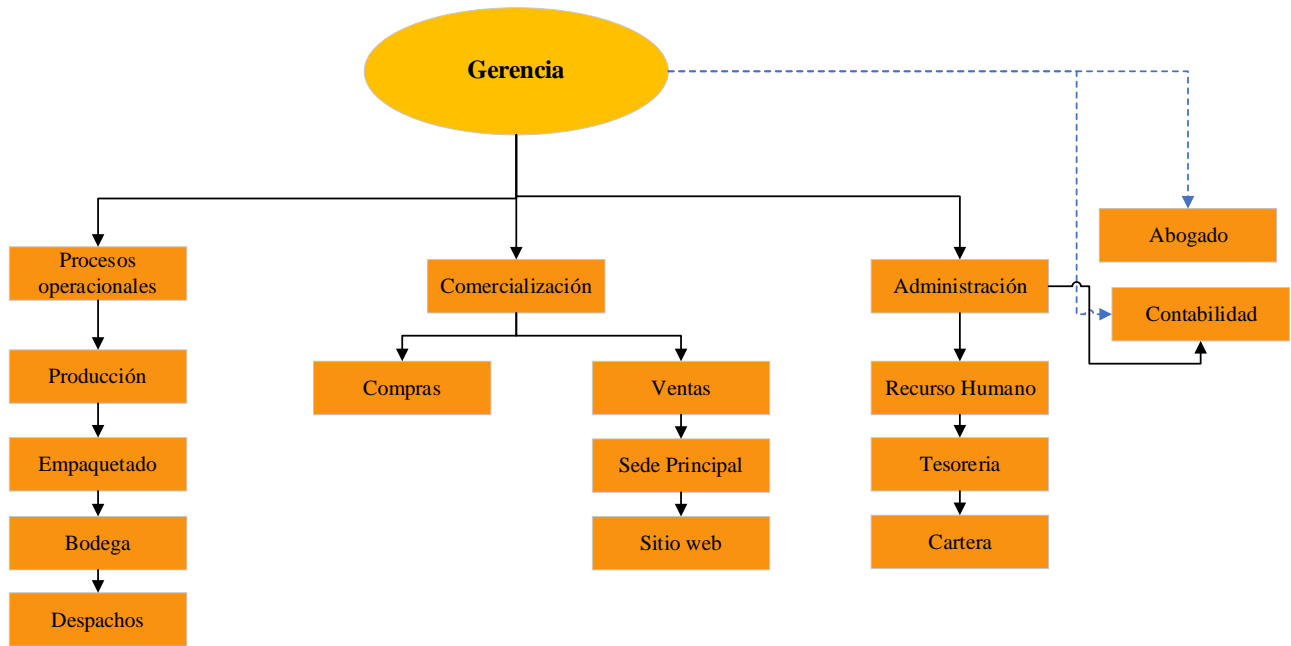 Gerencia
Abogado
Procesos
operacionales
Comercialización
Administración
Contabilidad
Producción
Compras
Ventas
Recurso Humano
Empaquetado
Sede Principal
Tesoreria
Bodega
Sitio web
Cartera
Despachos